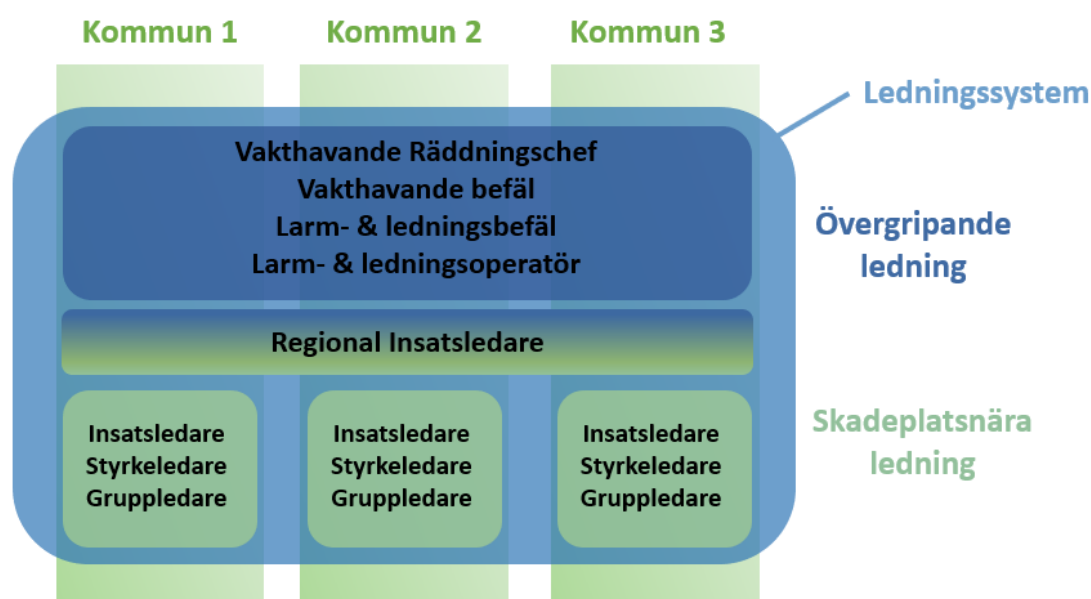 Kommun 1
Kommun 2
Kommun 3
Ledningssystem
Vakthavande Räddningschef
Vakthavande befäl
Larm- & ledningsbefäl
Larm- & ledningsoperatör
Övergripande
ledning
Regional Insatsledare
Insatsledare
Styrkeledare
Gruppledare
Insatsledare
Styrkeledare
Gruppledare
Insatsledare
Styrkeledare
Gruppledare
Skadeplatsnära
ledning